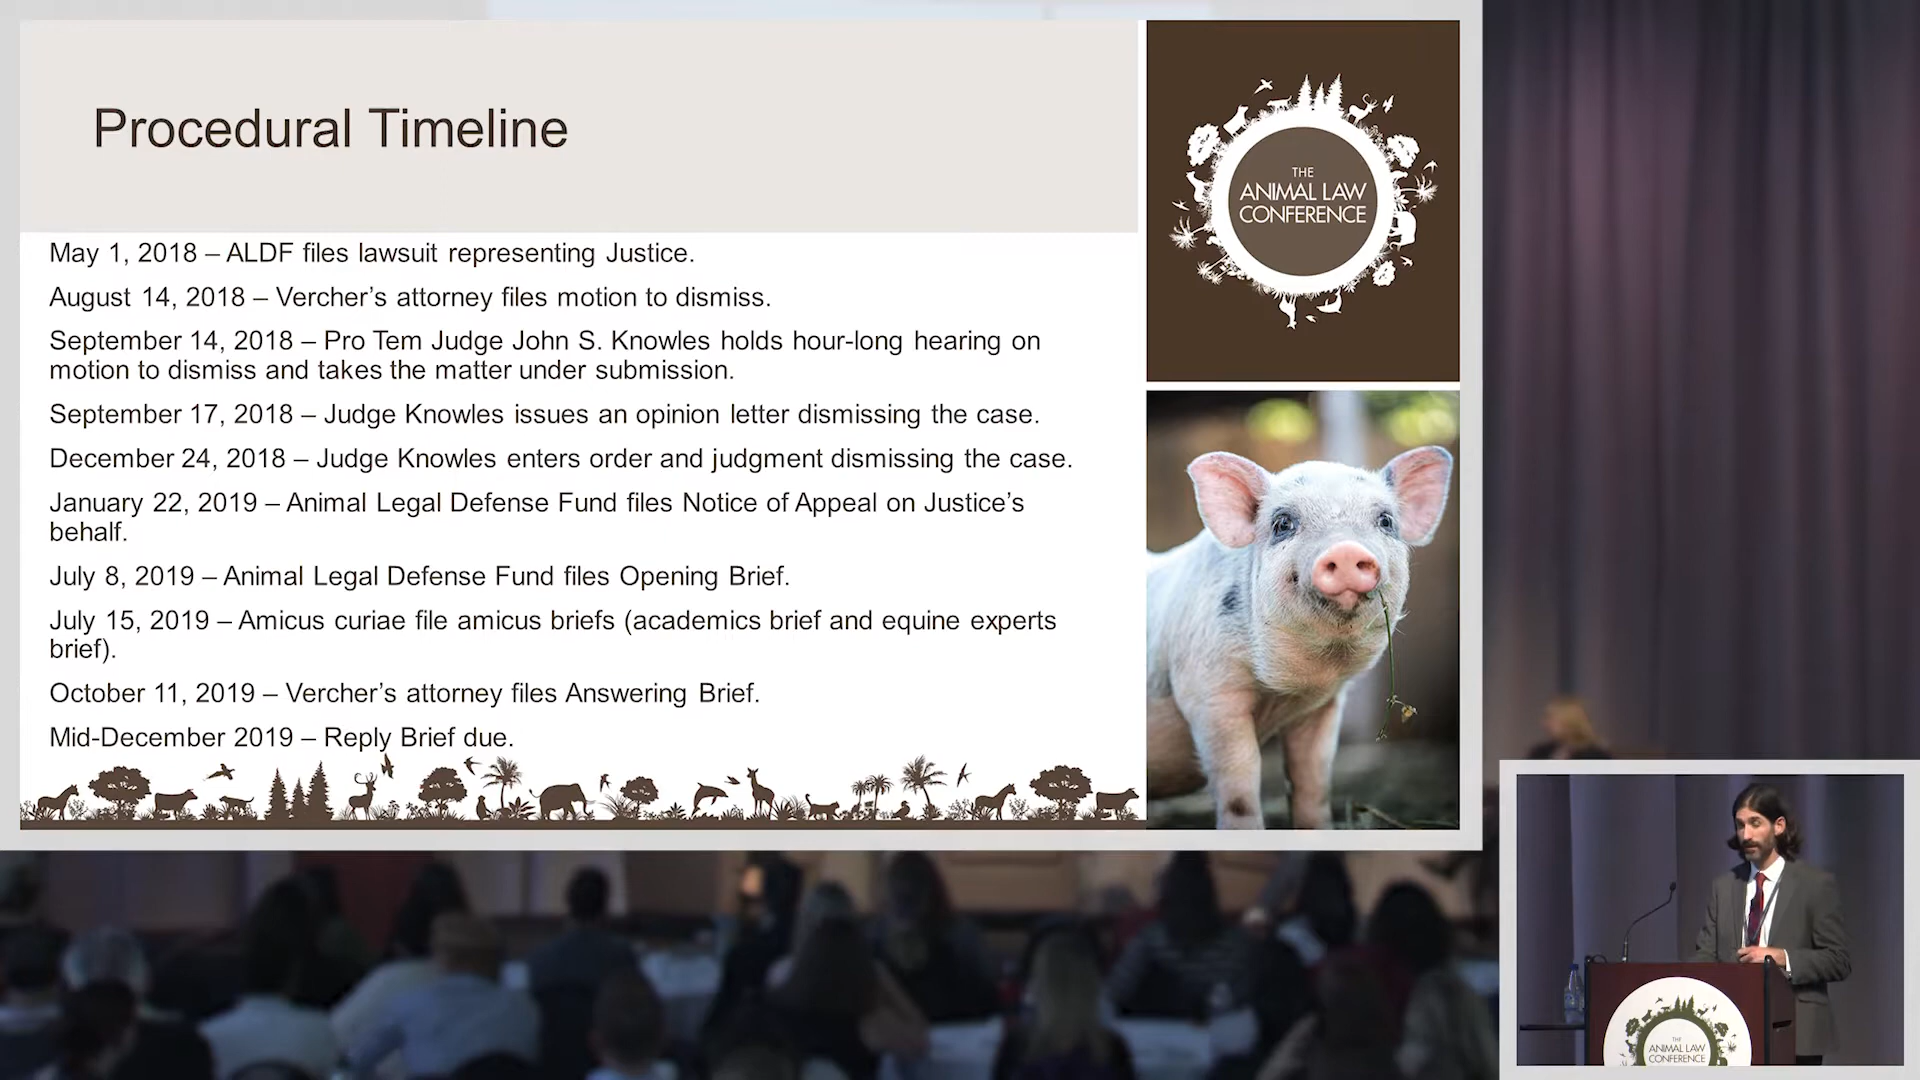 Procedural Timeline
May 1, 2018 – ALDF files lawsuit representing Justice.
August 14, 2018 – Vercher’s attorney files motion to dismiss.
September 14, 2018 – Pro Tem Judge John S. Knowles holds hour-long hearing on
motion to dismiss and takes the matter under submission.
September 17, 2018 – Judge Knowles issues an opinion letter dismissing the case.
December 24, 2018 – Judge Knowles enters order and judgment dismissing the case.
January 22, 2019 – Animal Legal Defense Fund files Notice of Appeal on Justice’s
behalf.
July 8, 2019 – Animal Legal Defense Fund files Opening Brief.
July 15, 2019 – Amicus curiae file amicus briefs (academics brief and equine experts
brief).
October 11, 2019 – Vercher’s attorney files Answering Brief.
Mid-December 2019 – Reply Brief due.
THE
ANIMAL LAW
CONFERENCE
THE
ANIMAL LAW
CONFERENCE